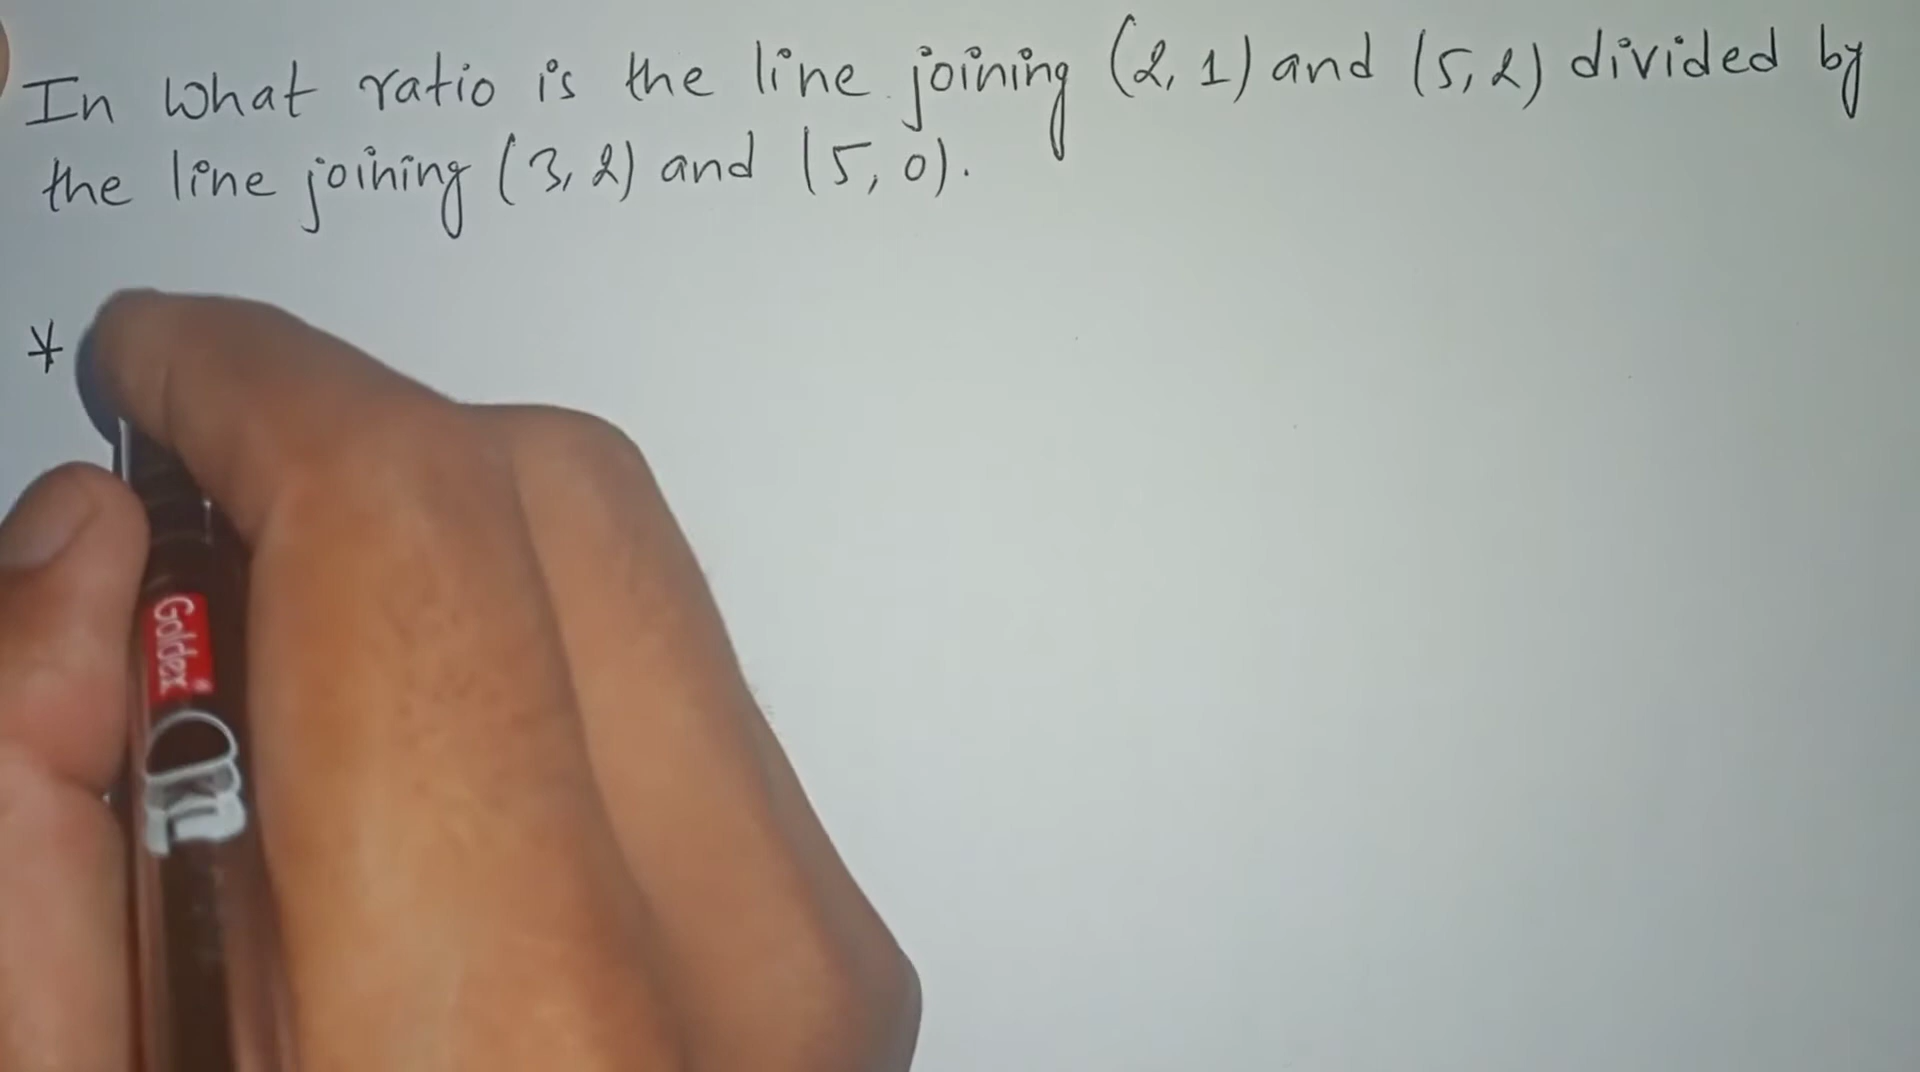 In what ratio is the line joining (2, 1) and (5, 2) divided by
the line joining (3, 2) and (5, 0).
¥
Goldex